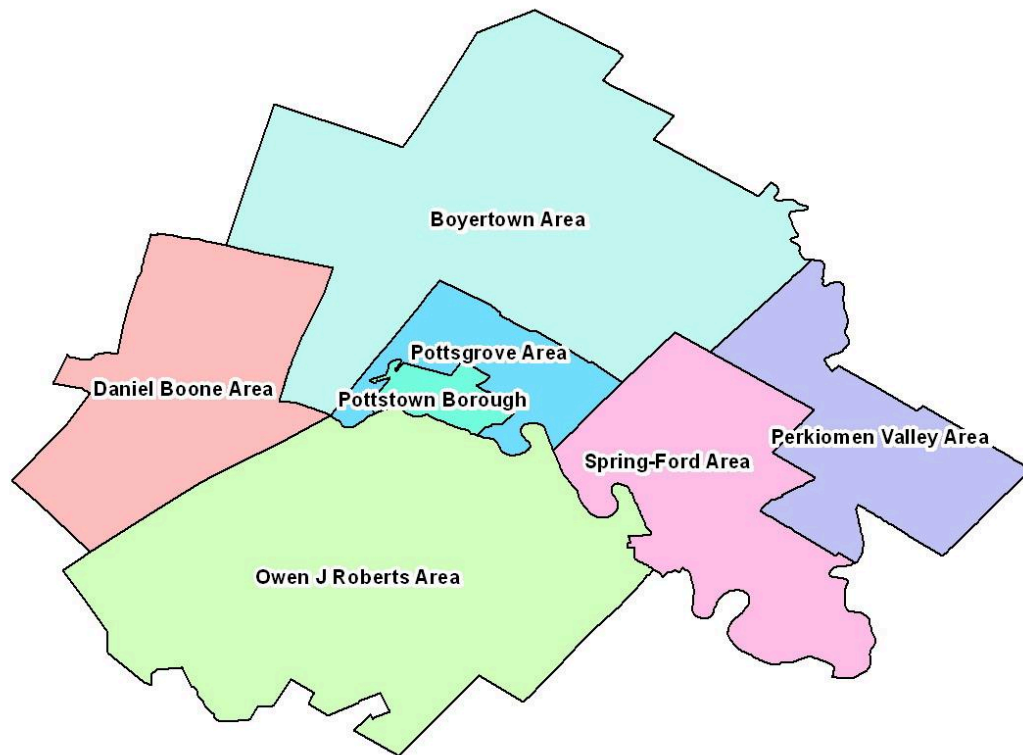 Boyertown Area
Pottsgrove Area
Daniel Boone Area
Pottstown Borough
Perkiomen Valley Area
Spring-Ford Area
Owen J Roberts Area